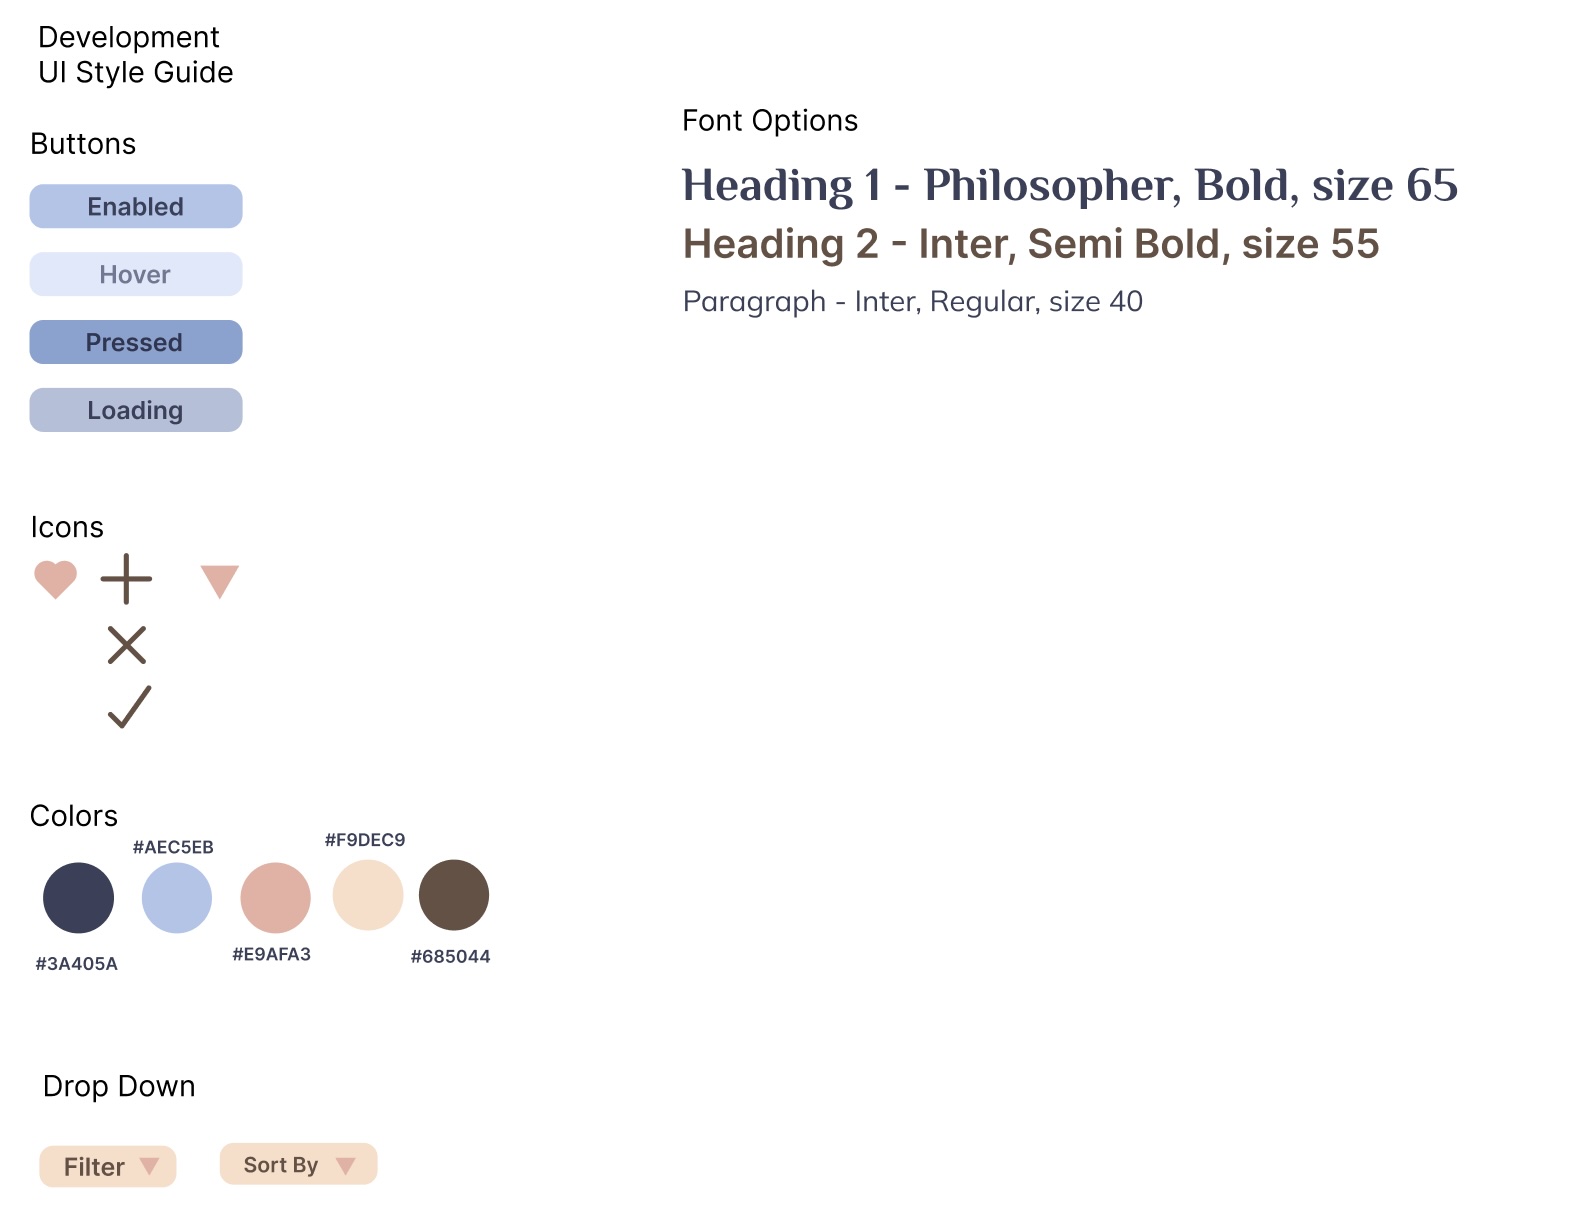 Development
UI Style Guide
Buttons
Enabled
Hover
Pressed
Loading
Icons
Colors
#AEC5EB
#F9DEC9
#3A405A
#E9AFA3
#685044
Drop Down
Filter
Sort By
Font Options
Heading 1 - Philosopher, Bold, size 65
Heading 2 - Inter, Semi Bold, size 55
Paragraph - Inter, Regular, size 40